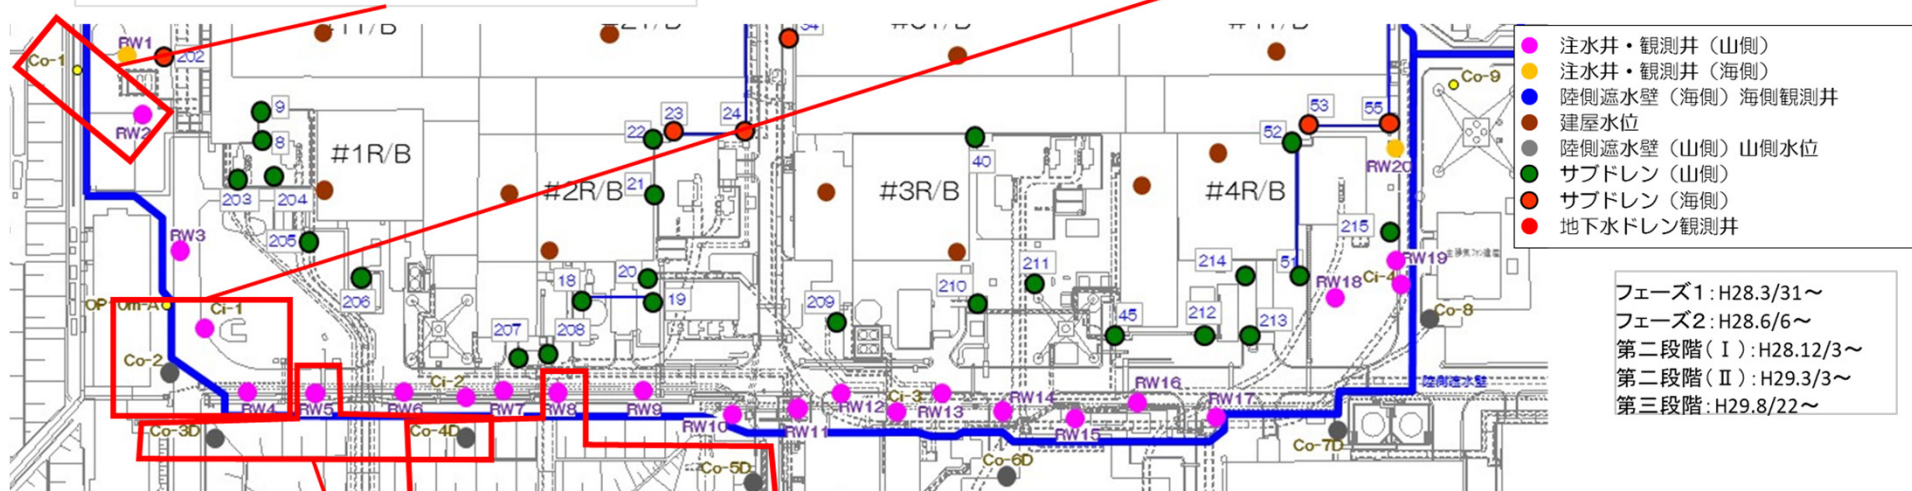 34
RW1
202
Co-1
RW2
9
8
203
204
205
206
#1R/B
22
23
24
21
#2R/B
20
18
19
207
208
40
#3R/B
209
210
211
45
53
55
52
RW20
#4R/B
215
214
51
212
213
RW19
Ci-4
RW18
Co-9
Co-8
RW3
Ci-1
Co-2
RW4
RW5
RW6
Ci-2
RW7
RW8
RW9
RW10
RW11
RW12
Ci-3
RW13
RW14
RW15
RW16
RW17
陸側遮水壁
Co-3D
Co-4D
Co-5D
Co-6D
Co-7D
注水井・観測井（山側）
注水井・観測井（海側）
陸側遮水壁（海側）海側観測井
建屋水位
陸側遮水壁（山側）山側水位
サブドレン（山側）
サブドレン（海側）
地下水ドレン観測井
フェーズ1：H28.3/31～
フェーズ2：H28.6/6～
第二段階（Ⅰ）：H28.12/3～
第二段階（Ⅱ）：H29.3/3～
第三段階：H29.8/22～